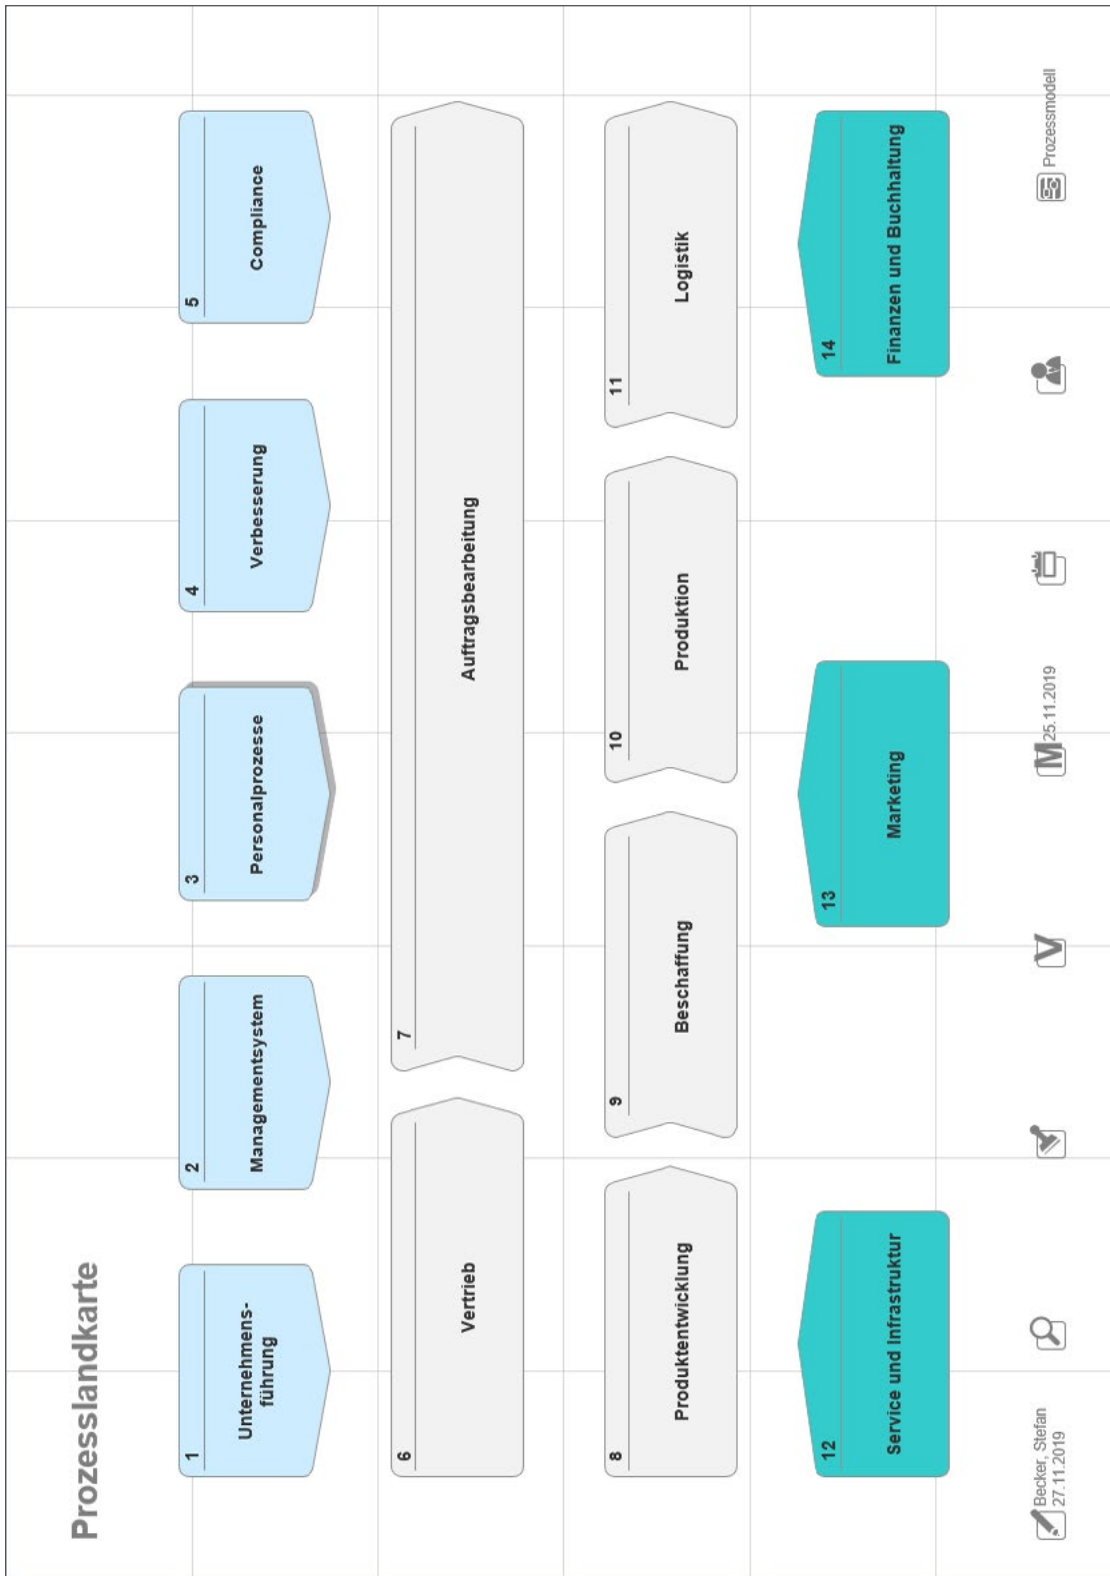 Prozesslandkarte
1
Unternehmens-
führung
2
Managementsystem
3
Personalprozesse
4
Verbesserung
5
Compliance
6
Vertrieb
7
Auftragsbearbeitung
8
Produktentwicklung
9
Beschaffung
10
Produktion
11
Logistik
12
Service und Infrastruktur
13
Marketing
14
Finanzen und Buchhaltung
Becker, Stefan
27.11.2019
V
M 25.11.2019
Prozessmodell